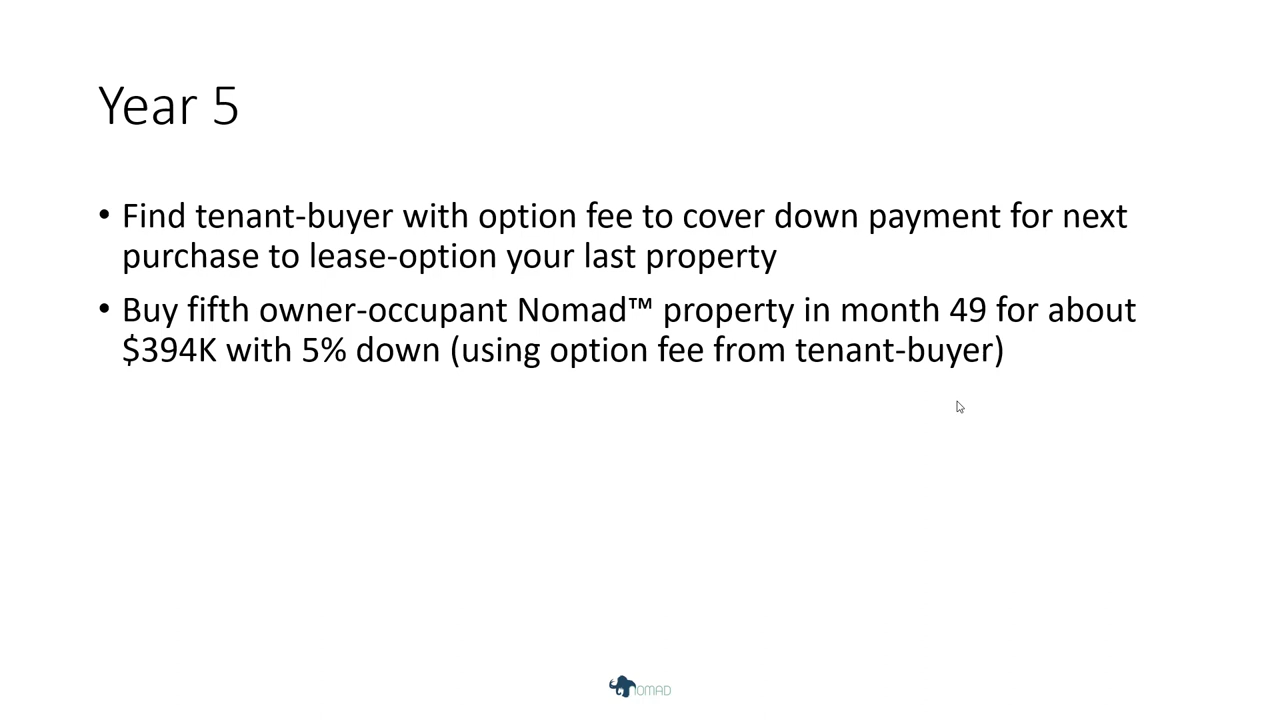 Year 5
• Find tenant-buyer with option fee to cover down payment for next
purchase to lease-option your last property
• Buy fifth owner-occupant Nomad™ property in month 49 for about
$394K with 5% down (using option fee from tenant-buyer)
NOMAD